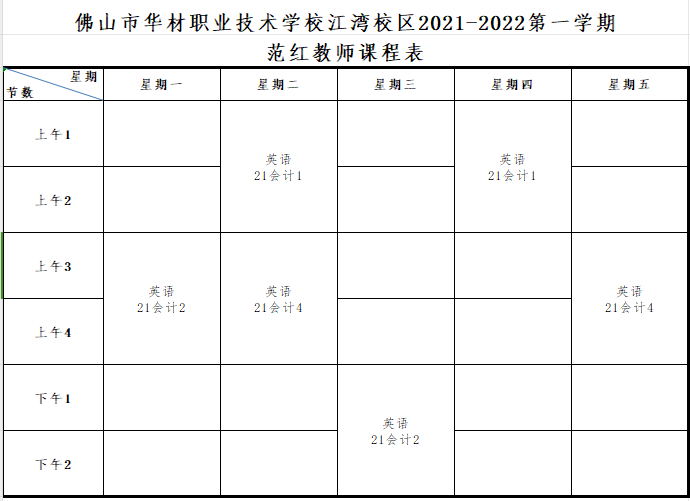 佛山市华材职业技术学校江湾校区2021-2022第一学期
范红教师课程表
星期
节数
星期一 星期二 星期三 星期四 星期五
上午1
英语
21会计1
英语
21会计1
上午2
上午3
英语
21会计2
英语
21会计4
英语
21会计4
上午4
下午1
英语
21会计2
下午2